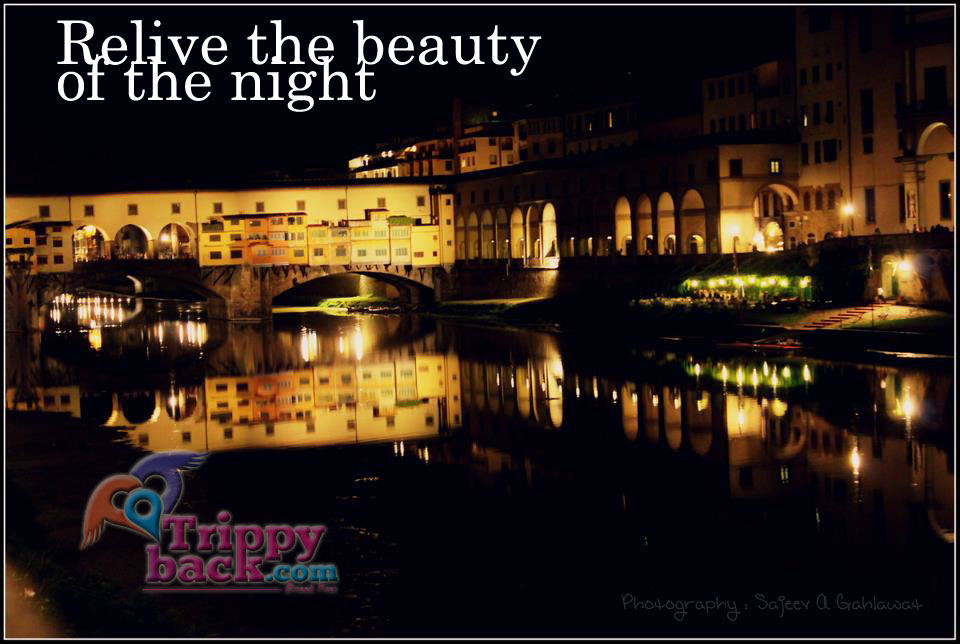 Relive the beauty
of the night
Trippy
back.com
Photography : Sajeev A Gahlawat